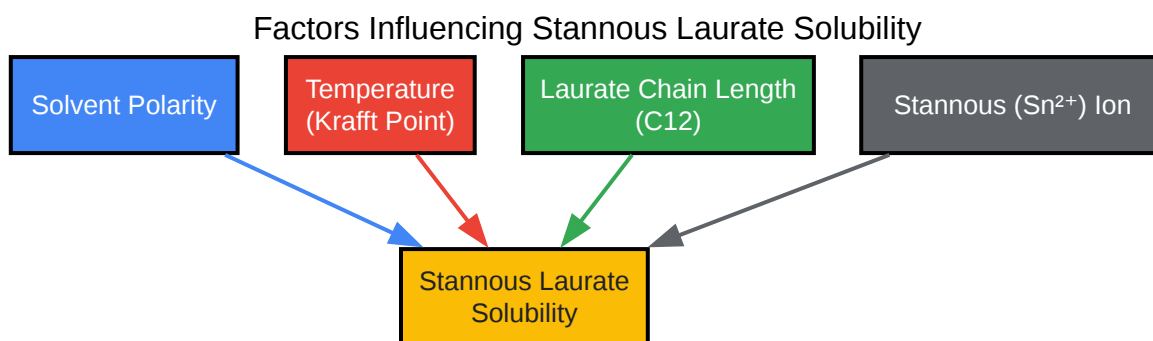 Factors Influencing Stannous Laurate Solubility
Solvent Polarity
Temperature
(Krafft Point)
Laurate Chain Length
(C12)
Stannous (Sn²⁺) Ion
Stannous Laurate
Solubility